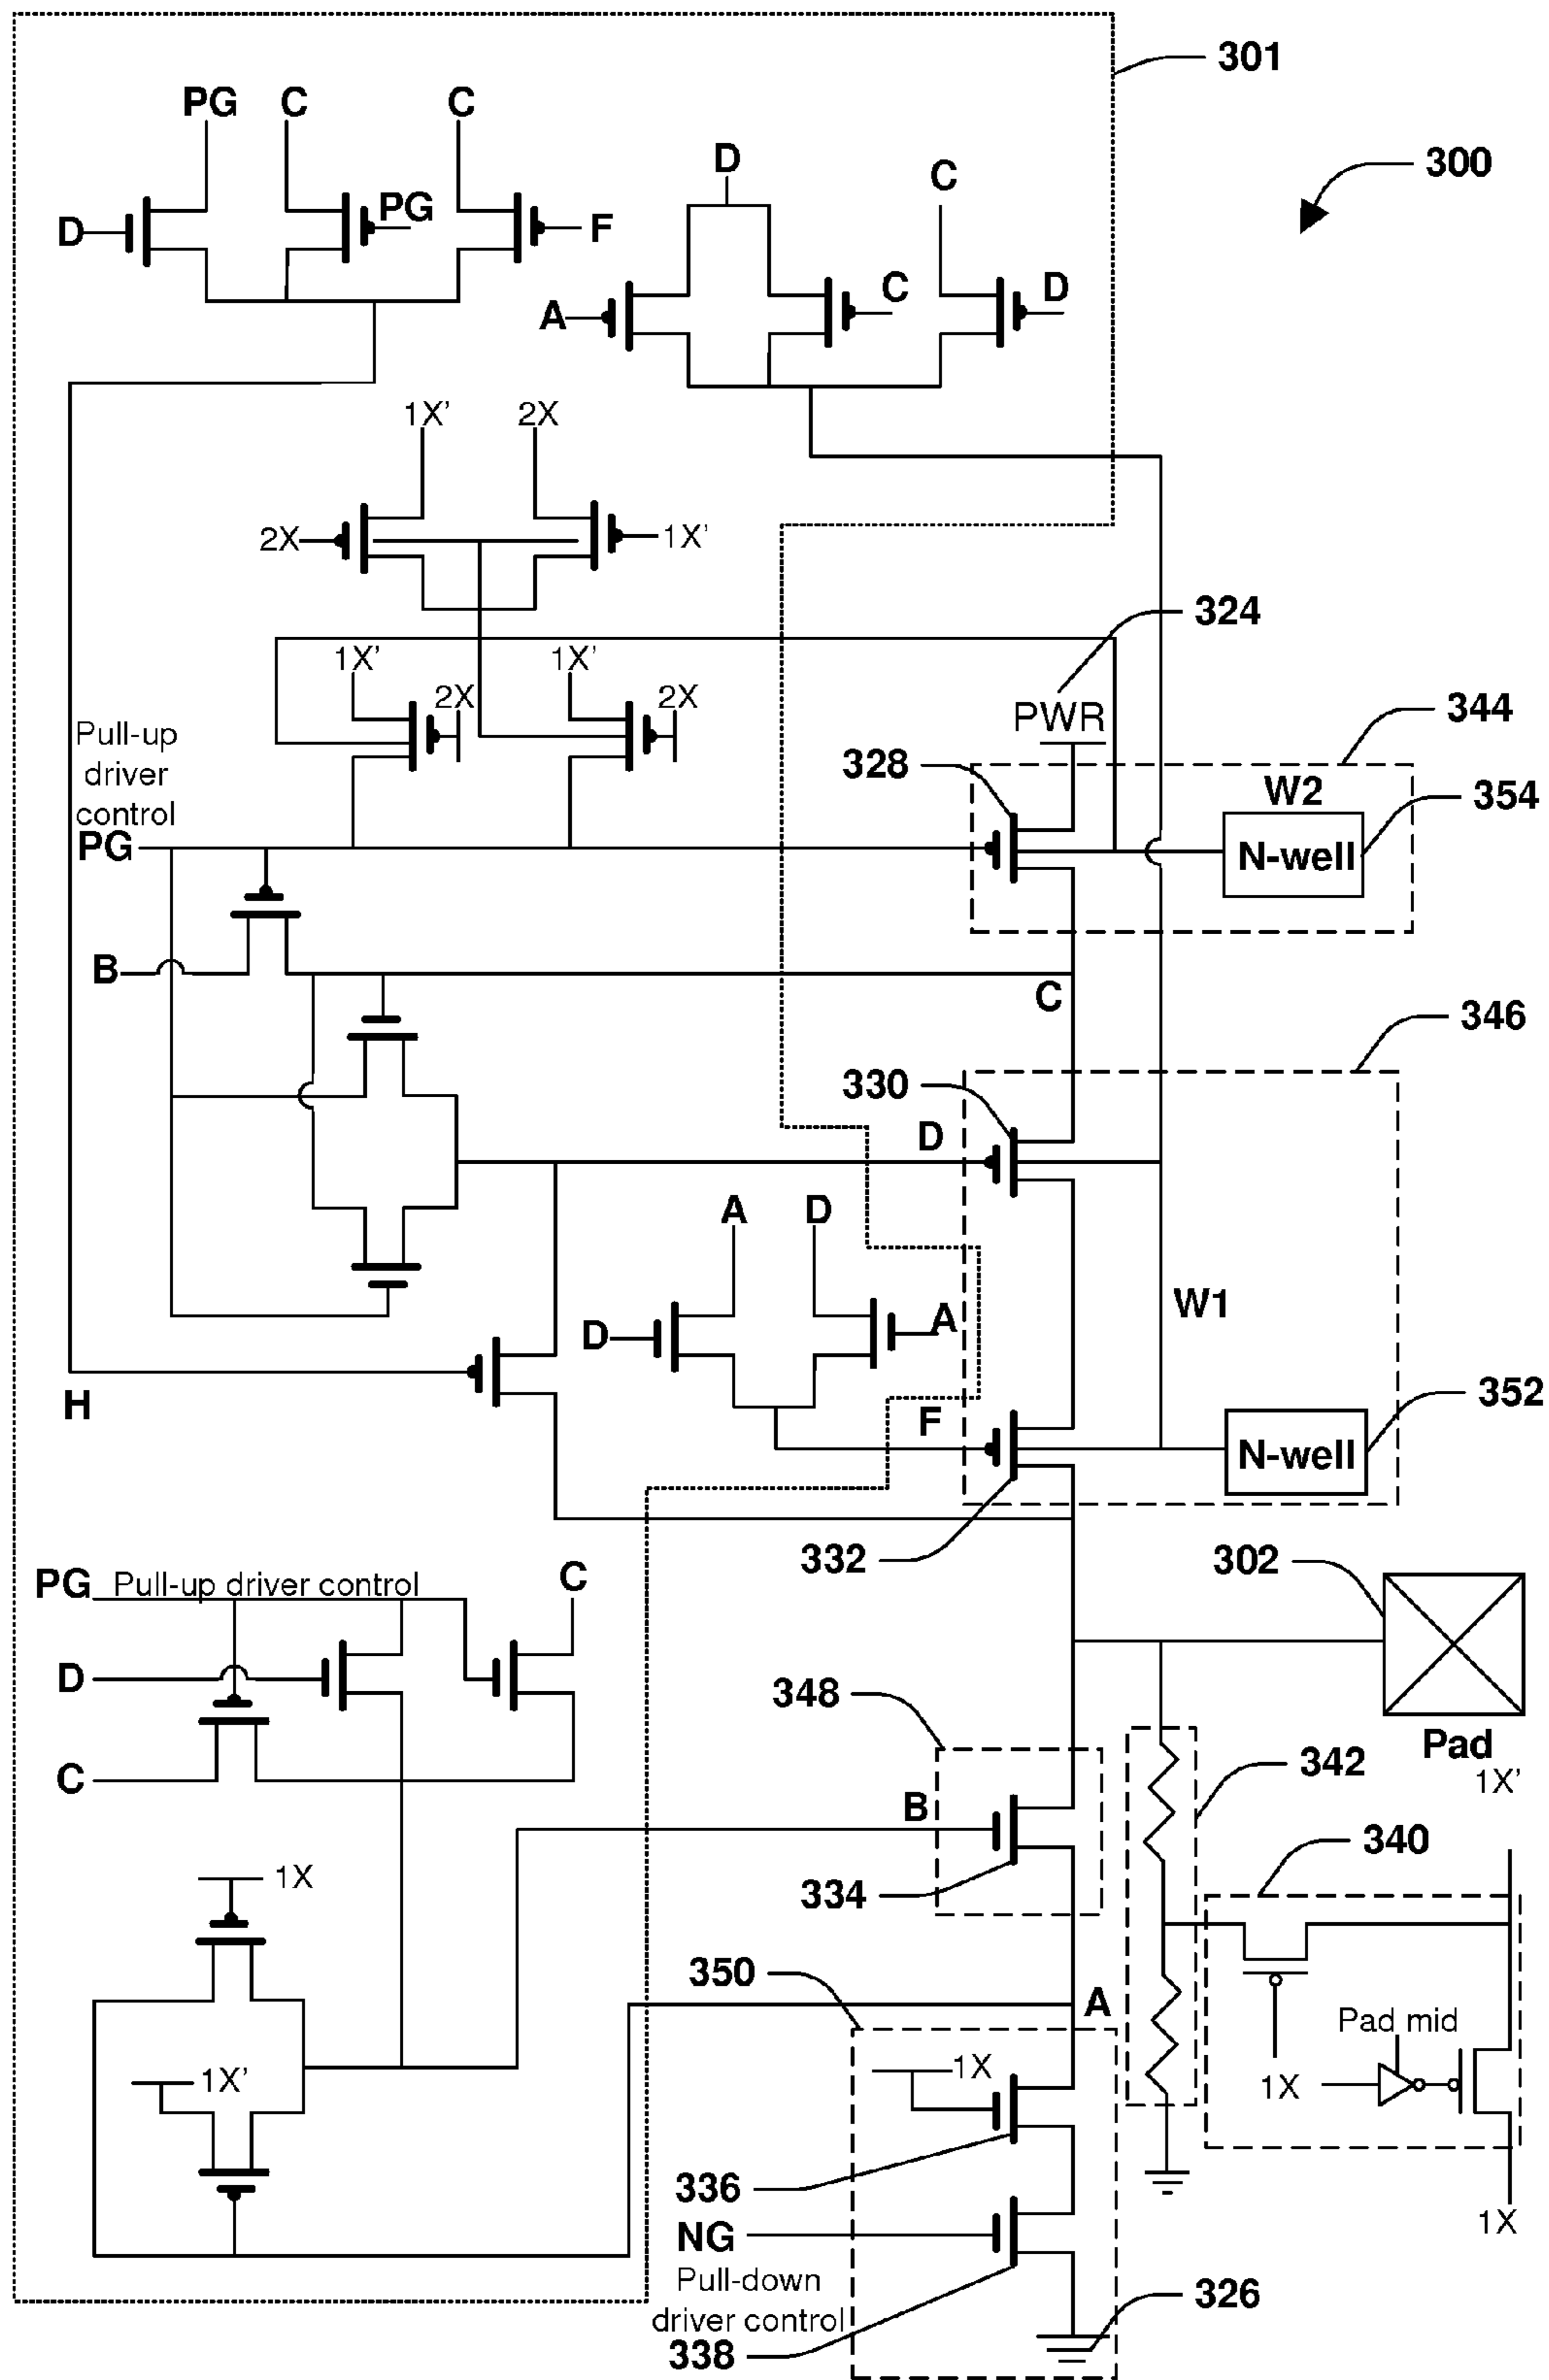 301
PG C C
300
D
C
D
PG
F
A
C
D
1X'
2X
2X
1X'
324
1X'
1X'
2X
2X
PWR
344
Pull-up
driver
control
328
W2
354
PG
N-well
B
C
346
330
D
A
D
W1
D
A
H
F
352
N-well
332
302
PG
Pull-up driver control
C
D
348
Pad
1X'
342
C
B
340
1X
334
350
A
Pad mid
1X'
1X
1X
336
NG
1X
Pull-down
driver control
326
338